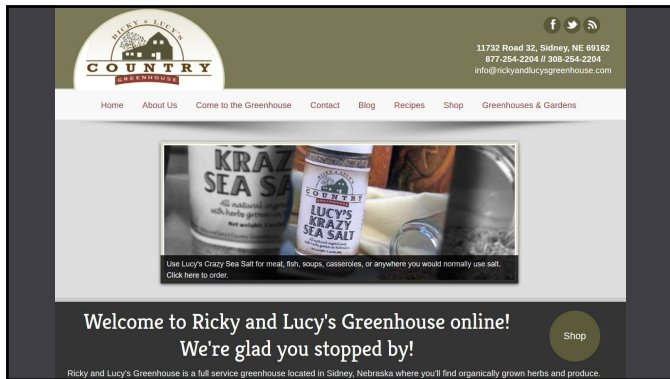 RICKY & LUCY'S
COUNTRY
GREENHOUSE
11732 Road 32, Sidney, NE 69162
877-254-2204 // 308-254-2204
info@rickyandlucysgreenhouse.com
Home About Us Come to the Greenhouse Contact Blog Recipes Shop Greenhouses & Gardens
KRAZ
SEA SA
All natural
with herbs grown
RICKY & LUCY'S
COUNTRY
GREENHOUSE
LUCY'S
KRAZY
SEA SALT
Use Lucy's Crazy Sea Salt for meat, fish, soups, casseroles, or anywhere you would normally use salt.
Click here to order.
Welcome to Ricky and Lucy's Greenhouse online!
We're glad you stopped by!
Shop
Ricky and Lucy's Greenhouse is a full service greenhouse located in Sidney, Nebraska where you'll find organically grown herbs and produce.